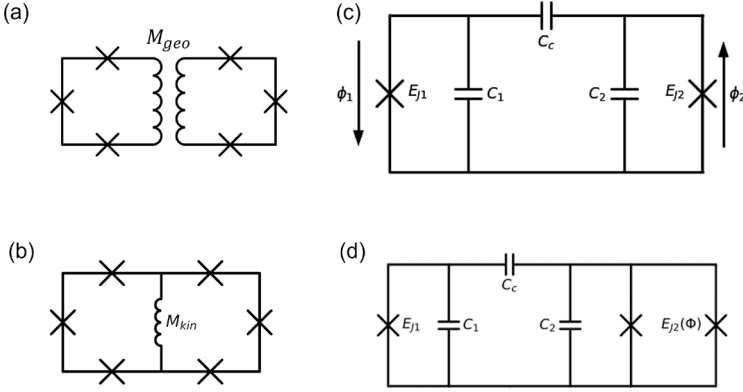 (a)
M_geo
(b)
M_kin
(c)
C_c
ϕ_1
E_J1
C_1
C_2
E_J2
ϕ_2
(d)
C_c
E_J1
C_1
C_2
E_J2(Φ)